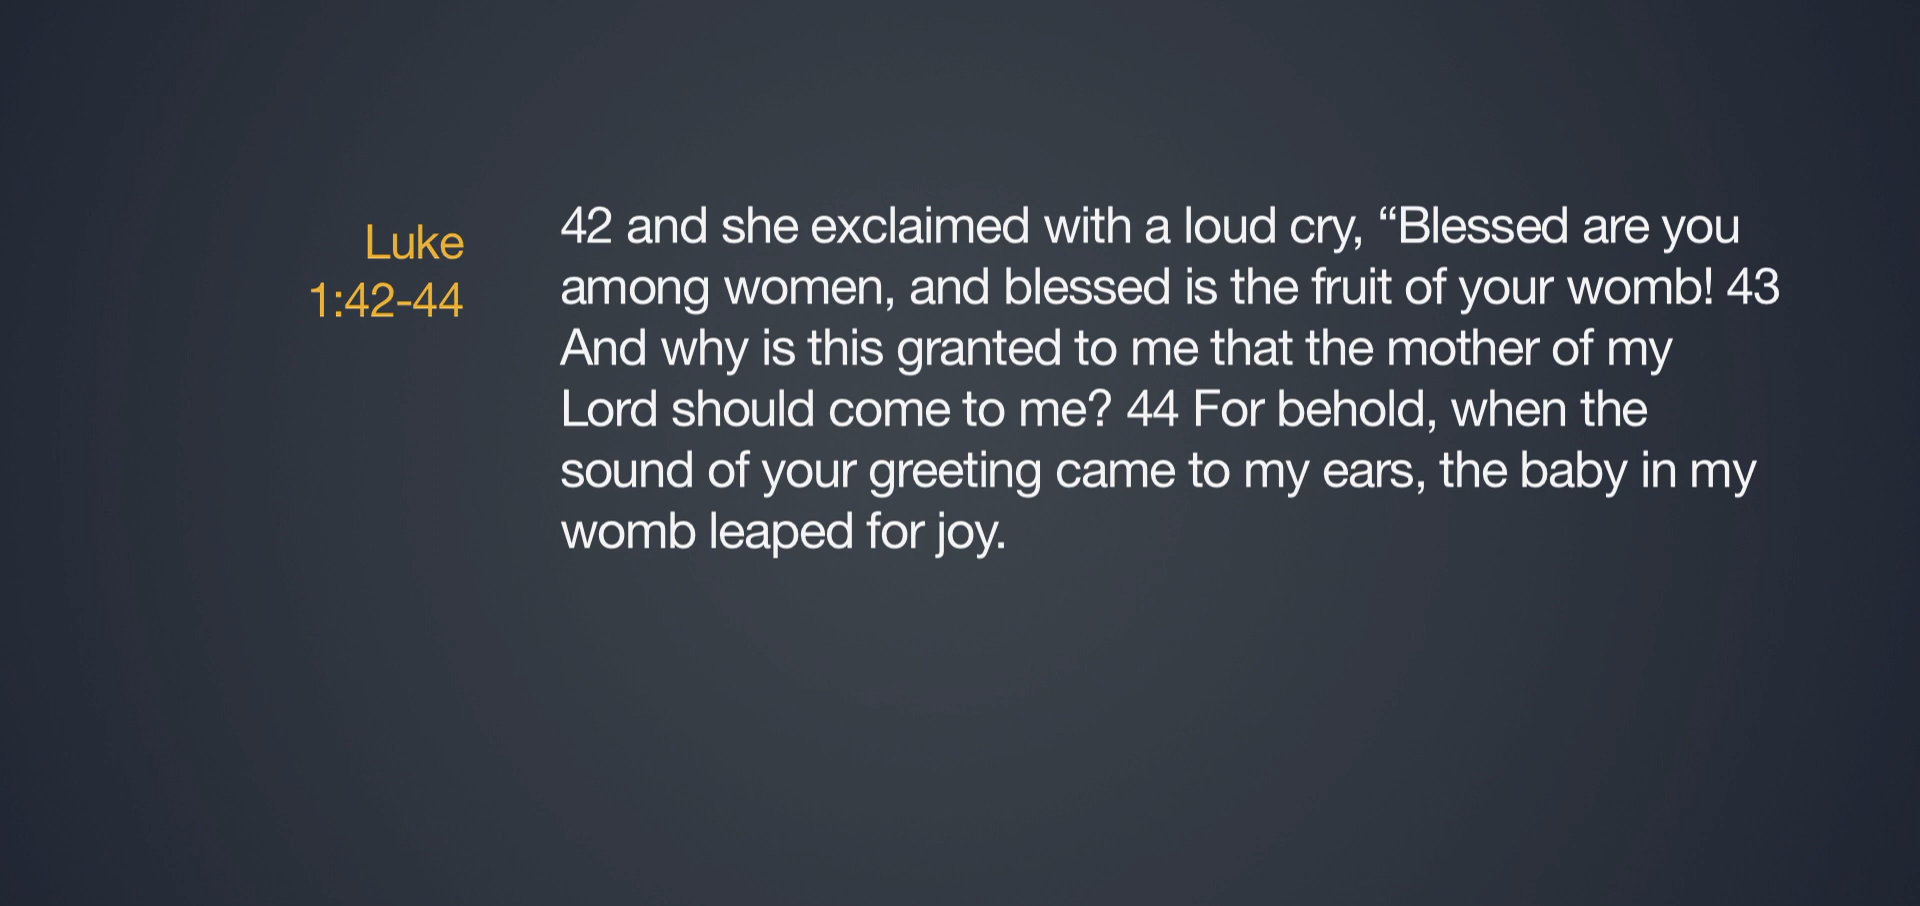 Luke
1:42-44
42 and she exclaimed with a loud cry, “Blessed are you
among women, and blessed is the fruit of your womb! 43
And why is this granted to me that the mother of my
Lord should come to me? 44 For behold, when the
sound of your greeting came to my ears, the baby in my
womb leaped for joy.